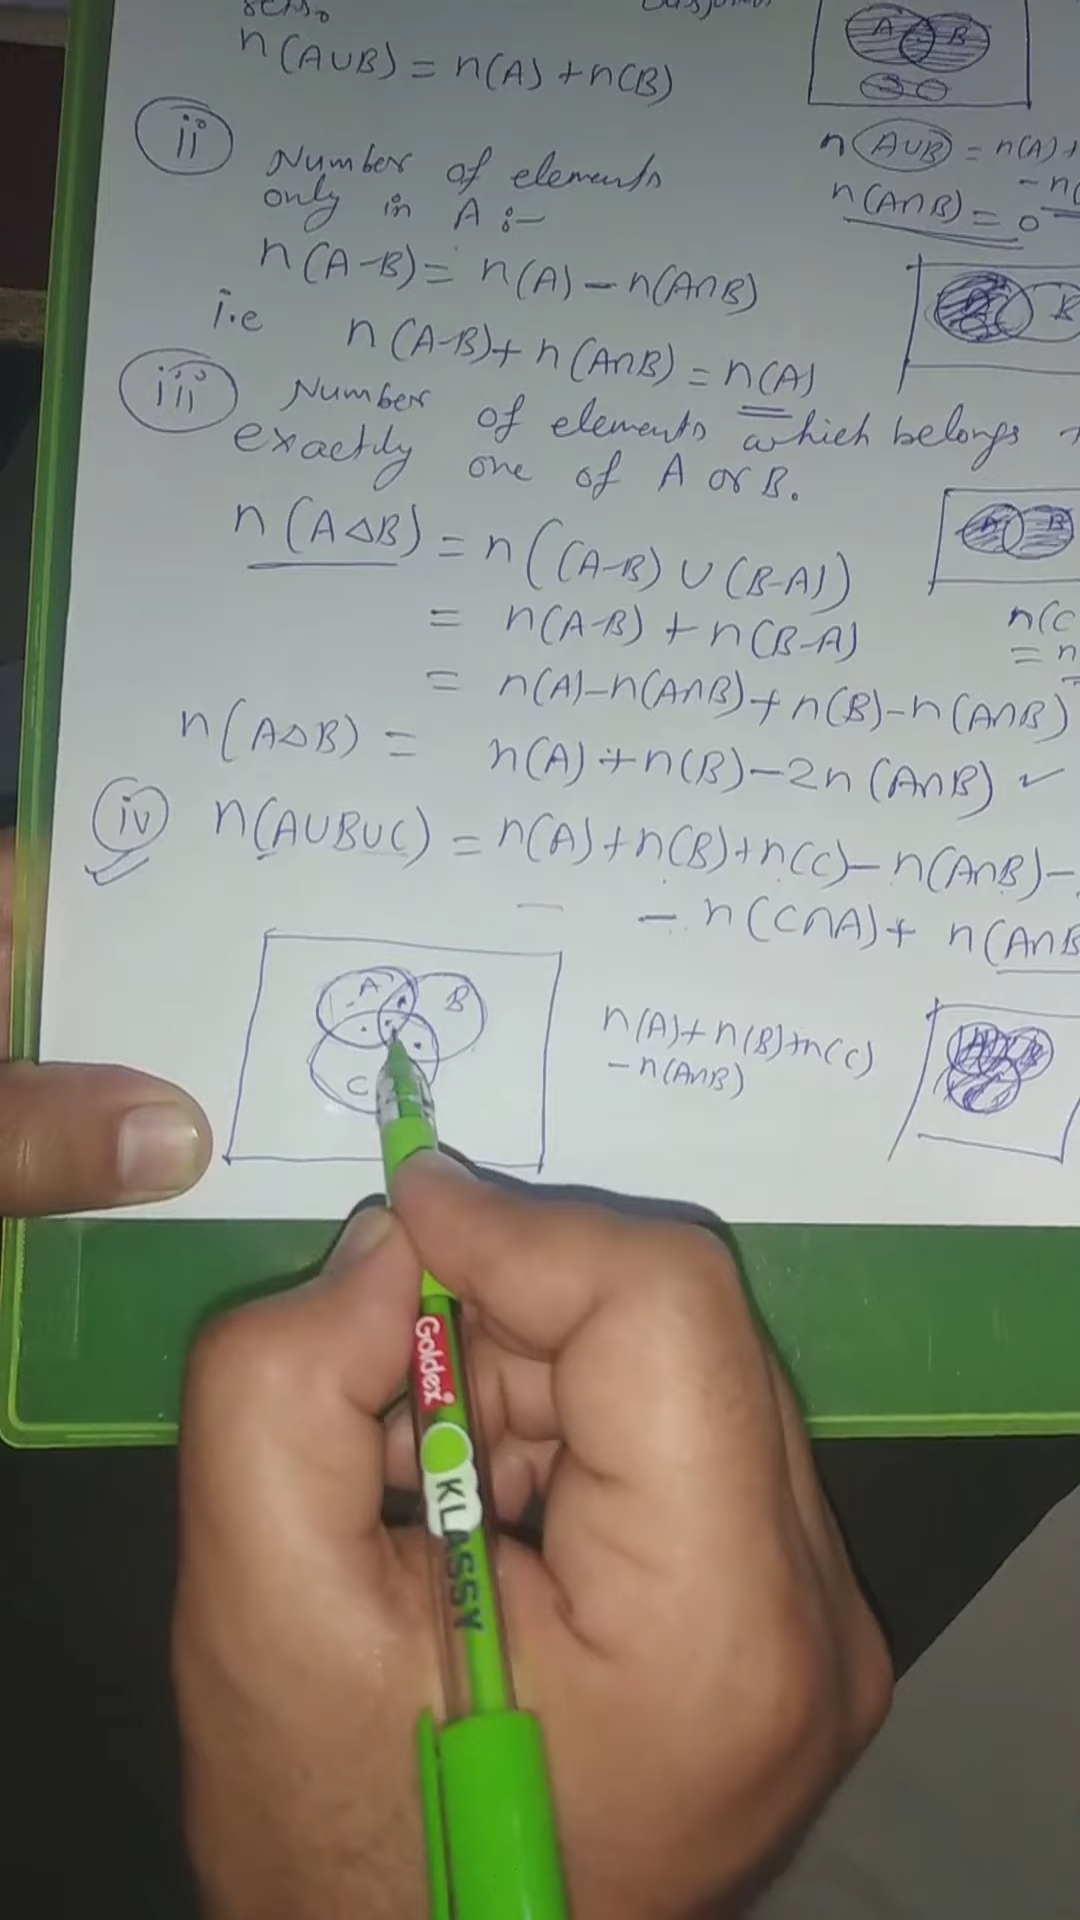 n(A∪B) = n(A) + n(B)
A B
n(A∪B) = n(A) +
n(A∩B) = 0
ii Number of elements
only in A :-
n(A-B) = n(A) - n(A∩B)
i.e n(A-B) + n(A∩B) = n(A)
B
iii Number of elements which belongs
exactly one of A or B.
n(A∆B) = n((A-B) ∪ (B-A))
A B
= n(A-B) + n(B-A)
= n(A) - n(A∩B) + n(B) - n(A∩B)
n(A∆B) = n(A) + n(B) - 2n(A∩B) ✓
n(C
= n
iv n(A∪B∪C) = n(A) + n(B) + n(C) - n(A∩B) -
- n(C∩A) + n(A∩B
A B
C
n(A) + n(B) + n(C)
- n(A∩B)
Goldex
KLASSY